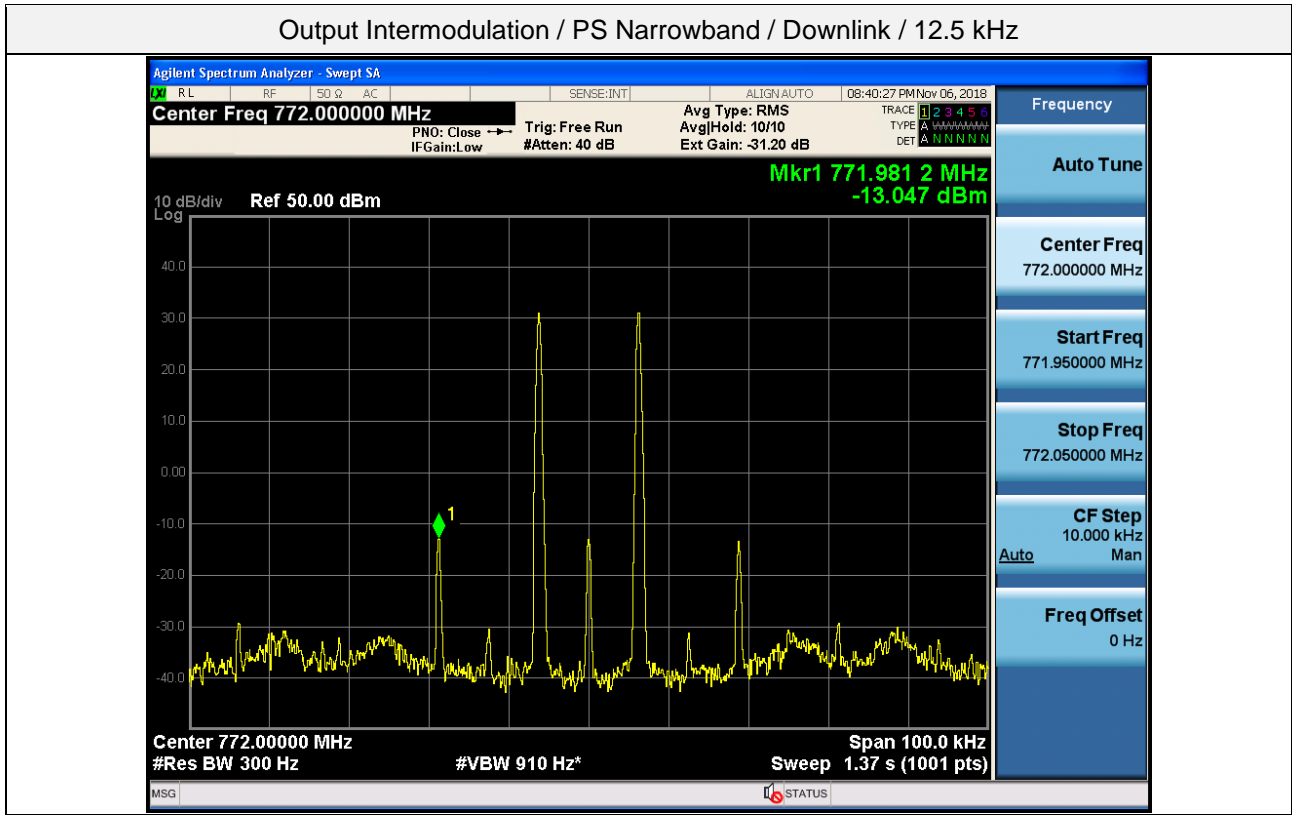 Output Intermodulation / PS Narrowband / Downlink / 12.5 kHz
Agilent Spectrum Analyzer - Swept SA
LXI RL RF 50 Ω AC SENSE:INT ALIGN AUTO 08:40:27 PM Nov 06, 2018
Center Freq 772.000000 MHz
PNO: Close
IFGain:Low
Trig: Free Run
#Atten: 40 dB
Avg Type: RMS
Avg|Hold: 10/10
Ext Gain: -31.20 dB
TRACE 1 2 3 4 5 6
TYPE A WWWWW
DET A N N N N N
Mkr1 771.981 2 MHz
-13.047 dBm
10 dB/div Ref 50.00 dBm
Log
40.0
30.0
20.0
10.0
0.00
-10.0
-20.0
-30.0
-40.0
1
Center 772.00000 MHz Span 100.0 kHz
#Res BW 300 Hz #VBW 910 Hz* Sweep 1.37 s (1001 pts)
MSG STATUS
Frequency
Auto Tune
Center Freq
772.000000 MHz
Start Freq
771.950000 MHz
Stop Freq
772.050000 MHz
CF Step
10.000 kHz
Auto Man
Freq Offset
0 Hz